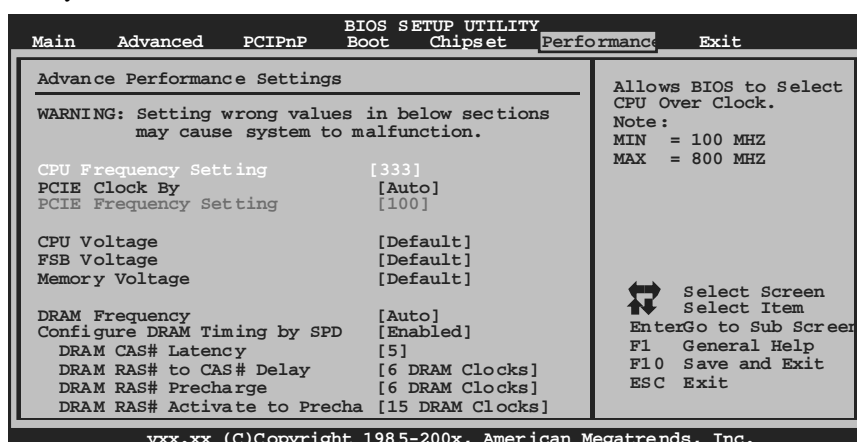 BIOS SETUP UTILITY
Main Advanced PCIPnP Boot Chipset Performance Exit
Advance Performance Settings
WARNING: Setting wrong values in below sections
may cause system to malfunction.
CPU Frequency Setting [333]
PCIE Clock By [Auto]
PCIE Frequency Setting [100]
CPU Voltage [Default]
FSB Voltage [Default]
Memory Voltage [Default]
DRAM Frequency [Auto]
Configure DRAM Timing by SPD [Enabled]
DRAM CAS# Latency [5]
DRAM RAS# to CAS# Delay [6 DRAM Clocks]
DRAM RAS# Precharge [6 DRAM Clocks]
DRAM RAS# Activate to Precha [15 DRAM Clocks]
Allows BIOS to Select
CPU Over Clock.
Note:
MIN = 100 MHZ
MAX = 800 MHZ
Select Screen
Select Item
EnterGo to Sub Screen
F1 General Help
F10 Save and Exit
ESC Exit
vxx.xx (C)Copyright 1985-200x, American Megatrends, Inc.